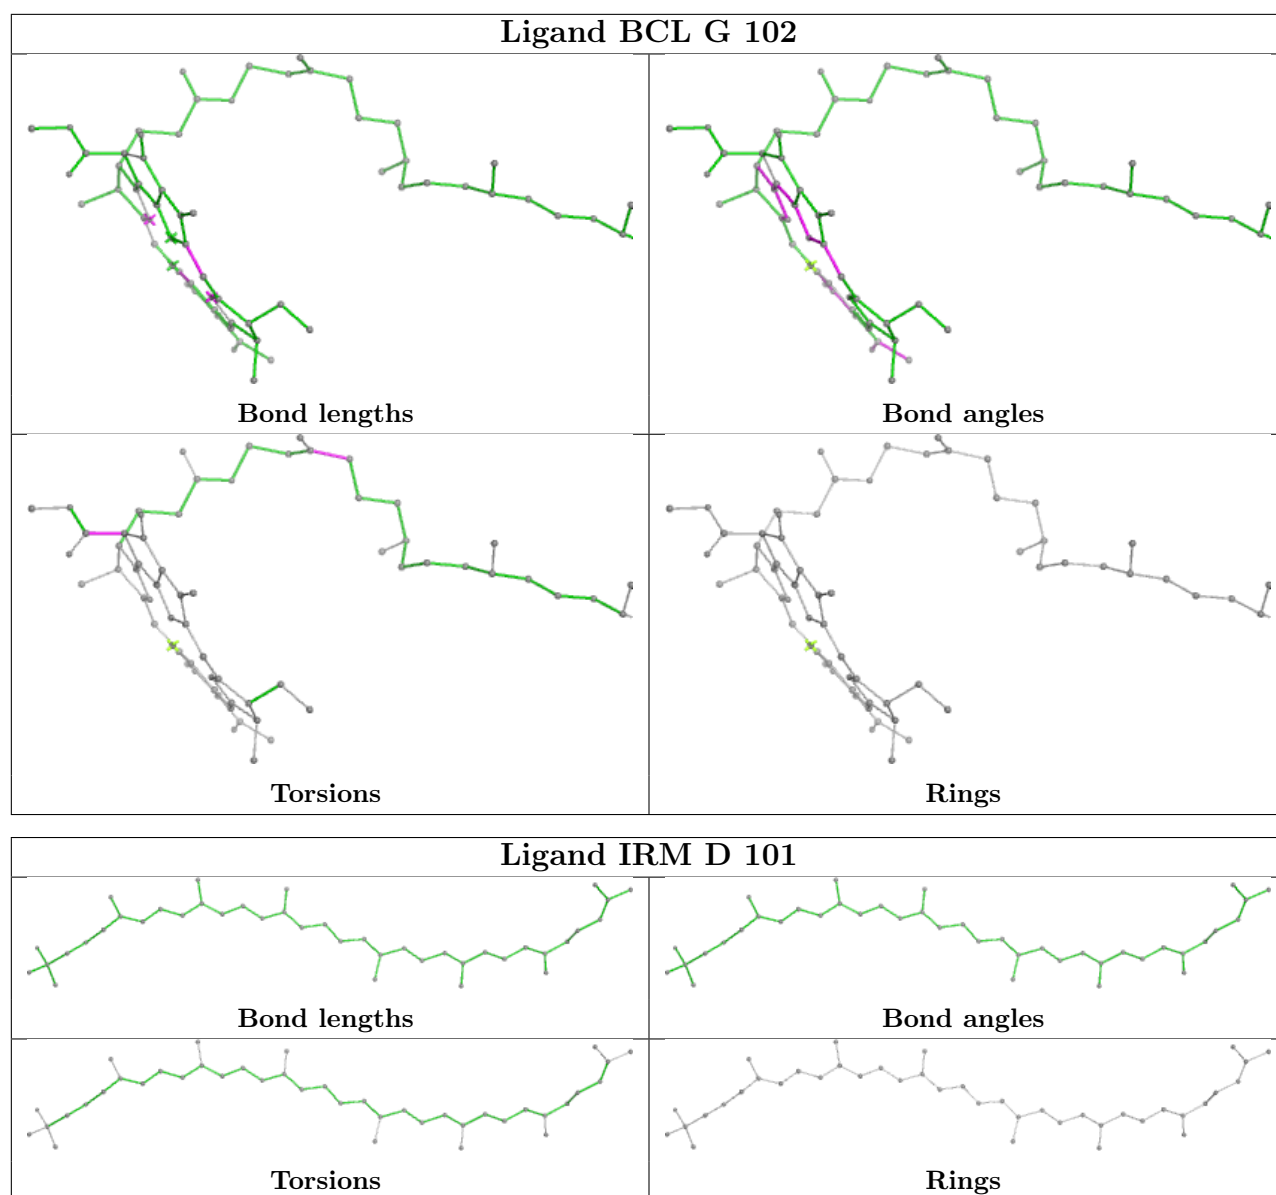 Ligand BCL G 102
Bond lengths
Bond angles
Torsions
Rings
Ligand IRM D 101
Bond lengths
Bond angles
Torsions
Rings